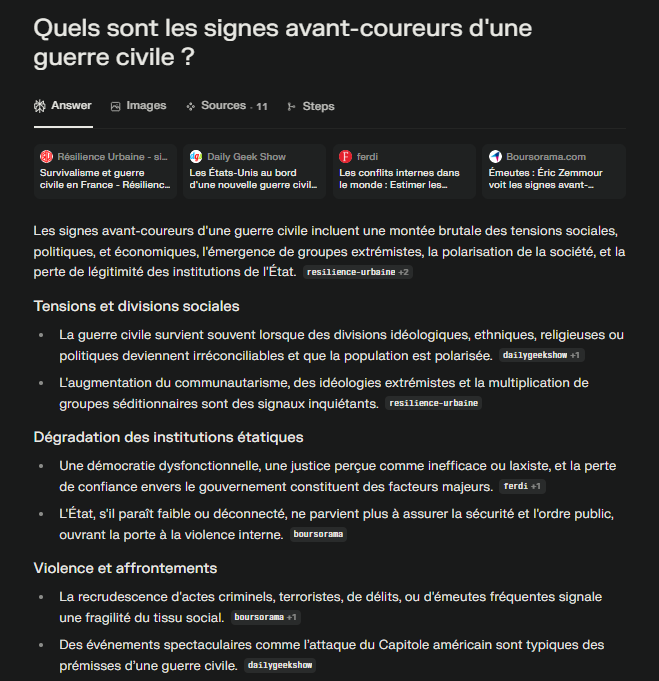 Quels sont les signes avant-coureurs d'une
guerre civile ?
Answer
Images
Sources · 11
Steps
Résilience Urbaine - si...
Survivalisme et guerre
civile en France - Résilienc...
Daily Geek Show
Les États-Unis au bord
d'une nouvelle guerre civil...
ferdi
Les conflits internes dans
le monde : Estimer les...
Boursorama.com
Émeutes : Éric Zemmour
voit les signes avant-...
Les signes avant-coureurs d'une guerre civile incluent une montée brutale des tensions sociales,
politiques, et économiques, l'émergence de groupes extrémistes, la polarisation de la société, et la
perte de légitimité des institutions de l'État. resilience-urbaine +2
Tensions et divisions sociales
• La guerre civile survient souvent lorsque des divisions idéologiques, ethniques, religieuses ou
politiques deviennent irréconciliables et que la population est polarisée. dailygeekshow +1
• L'augmentation du communautarisme, des idéologies extrémistes et la multiplication de
groupes séditionnaires sont des signaux inquiétants. resilience-urbaine
Dégradation des institutions étatiques
• Une démocratie dysfonctionnelle, une justice perçue comme inefficace ou laxiste, et la perte
de confiance envers le gouvernement constituent des facteurs majeurs. ferdi +1
• L'État, s'il paraît faible ou déconnecté, ne parvient plus à assurer la sécurité et l'ordre public,
ouvrant la porte à la violence interne. boursorama
Violence et affrontements
• La recrudescence d'actes criminels, terroristes, de délits, ou d'émeutes fréquentes signale
une fragilité du tissu social. boursorama +1
• Des événements spectaculaires comme l'attaque du Capitole américain sont typiques des
prémisses d'une guerre civile. dailygeekshow